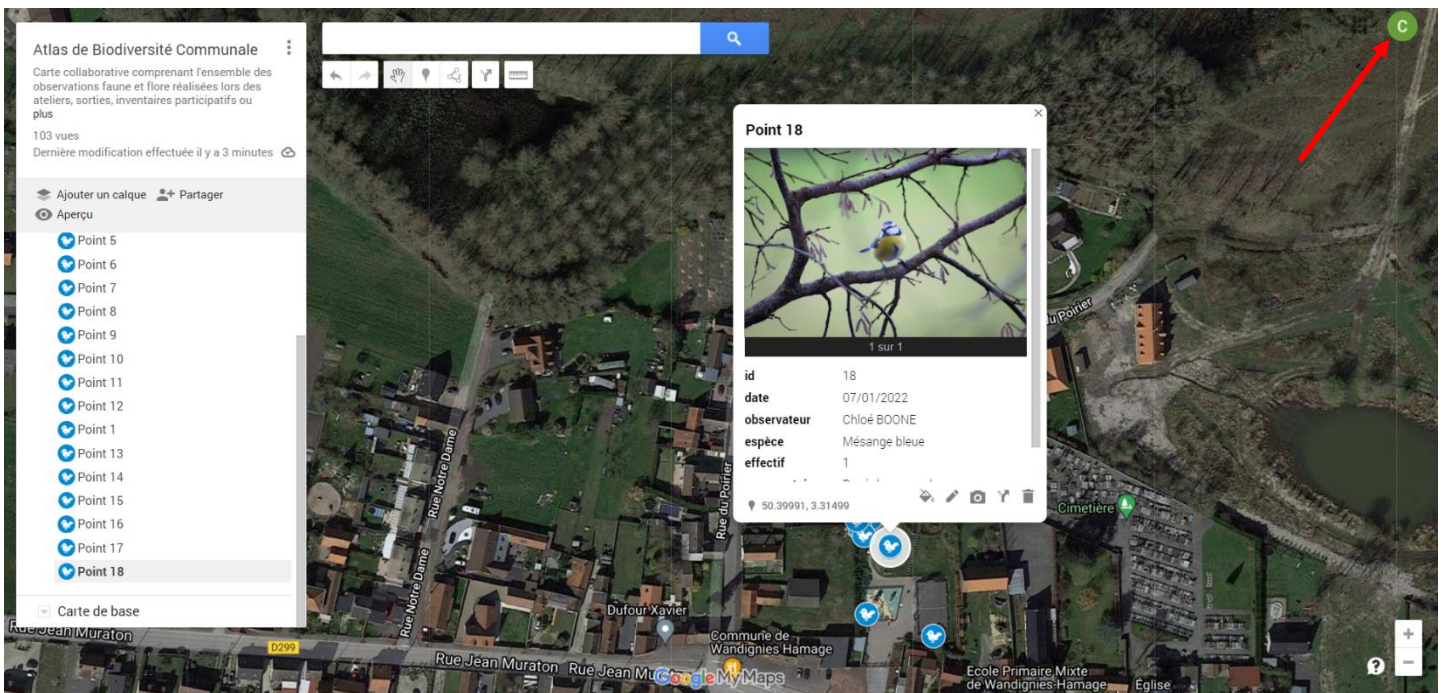 Atlas de Biodiversité Communale
Carte collaborative comprenant l'ensemble des
observations faune et flore réalisées lors des
ateliers, sorties, inventaires participatifs ou
plus
103 vues
Dernière modification effectuée il y a 3 minutes
Ajouter un calque Partager
Aperçu
Point 5
Point 6
Point 7
Point 8
Point 9
Point 10
Point 11
Point 12
Point 1
Point 13
Point 14
Point 15
Point 16
Point 17
Point 18
Carte de base
C
Point 18
1 sur 1
id 18
date 07/01/2022
observateur Chloé BOONE
espèce Mésange bleue
effectif 1
50.39991, 3.31499
u Poirier
Rue Notre Dame
Rue du Poirier
Cimetière
Rue Notre Dame
Dufour Xavier
Rue Jean Muraton
D299
Commune de
Wandignies Hamage
Rue Jean Muraton
Rue Jean Mu
Google My Maps
Ecole Primaire Mixte
de Wandignies-Hamage
Église